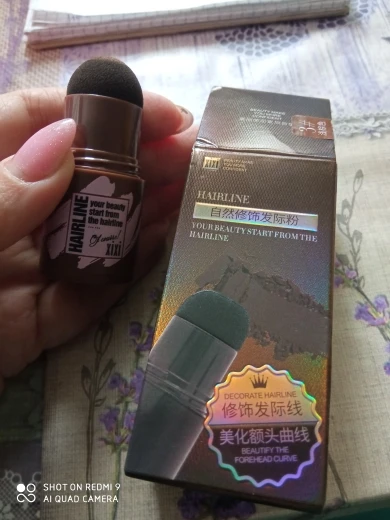 HAIRLINE
your beauty
start from
the hairline
Of course!
xixi
HAIRLINE
自然修饰发际粉
YOUR BEAUTY START FROM THE
HAIRLINE
DECORATE HAIRLINE
修饰发际线
美化额头曲线
BEAUTIFY THE
FOREHEAD CURVE
SHOT ON REDMI 9
AI QUAD CAMERA